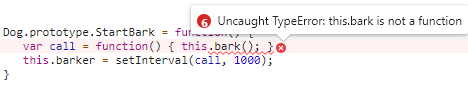 6 Uncaught TypeError: this.bark is not a function
Dog.prototype.StartBark = function() {
var call = function() { this.bark(); }
this.barker = setInterval(call, 1000);
}